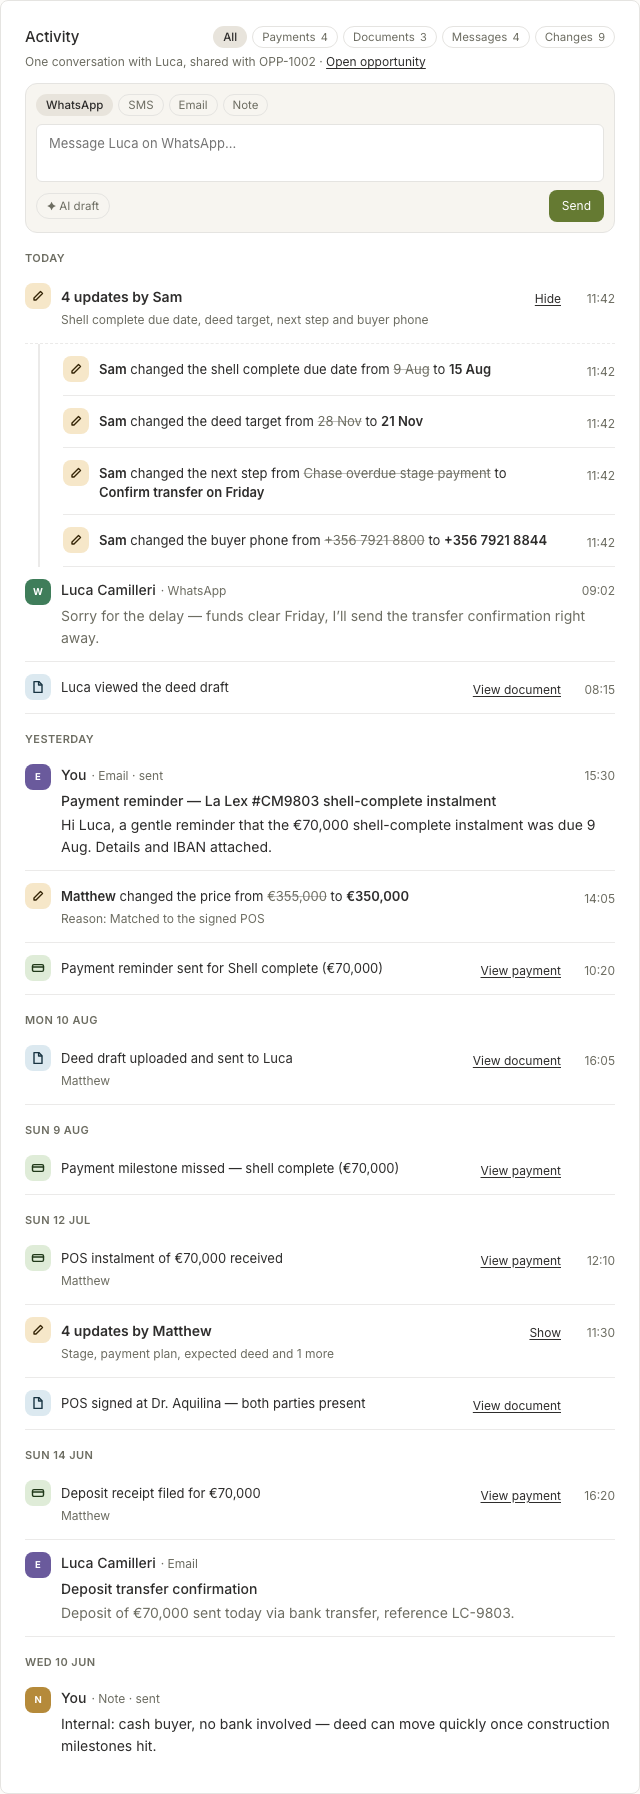 Activity
All
Payments 4
Documents 3
Messages 4
Changes 9
One conversation with Luca, shared with OPP-1002 · Open opportunity
WhatsApp
SMS
Email
Note
Message Luca on WhatsApp...
✦ AI draft
Send
TODAY
4 updates by Sam
Hide
11:42
Shell complete due date, deed target, next step and buyer phone
Sam changed the shell complete due date from 9 Aug to 15 Aug
11:42
Sam changed the deed target from 28 Nov to 21 Nov
11:42
Sam changed the next step from Chase overdue stage payment to
Confirm transfer on Friday
11:42
Sam changed the buyer phone from +356 7921 8800 to +356 7921 8844
11:42
W
Luca Camilleri · WhatsApp
09:02
Sorry for the delay — funds clear Friday, I’ll send the transfer confirmation right
away.
Luca viewed the deed draft
View document
08:15
YESTERDAY
E
You · Email · sent
15:30
Payment reminder — La Lex #CM9803 shell-complete instalment
Hi Luca, a gentle reminder that the €70,000 shell-complete instalment was due 9
Aug. Details and IBAN attached.
Matthew changed the price from €355,000 to €350,000
14:05
Reason: Matched to the signed POS
Payment reminder sent for Shell complete (€70,000)
View payment
10:20
MON 10 AUG
Deed draft uploaded and sent to Luca
View document
16:05
Matthew
SUN 9 AUG
Payment milestone missed — shell complete (€70,000)
View payment
SUN 12 JUL
POS instalment of €70,000 received
View payment
12:10
Matthew
4 updates by Matthew
Show
11:30
Stage, payment plan, expected deed and 1 more
POS signed at Dr. Aquilina — both parties present
View document
SUN 14 JUN
Deposit receipt filed for €70,000
View payment
16:20
Matthew
E
Luca Camilleri · Email
Deposit transfer confirmation
Deposit of €70,000 sent today via bank transfer, reference LC-9803.
WED 10 JUN
N
You · Note · sent
Internal: cash buyer, no bank involved — deed can move quickly once construction
milestones hit.